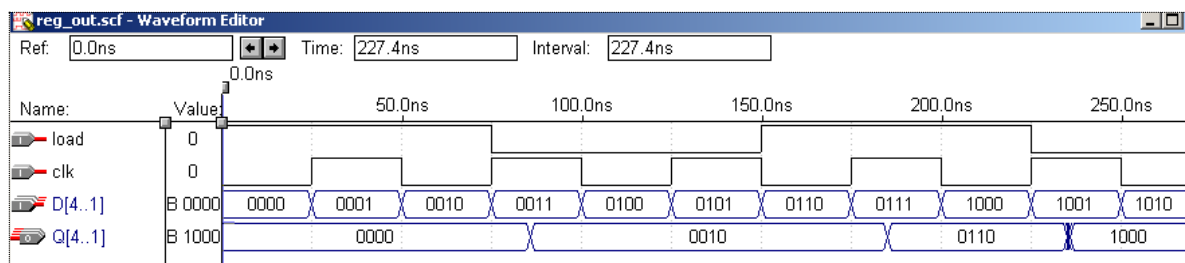 reg_out.scf - Waveform Editor
Ref: 0.0ns Time: 227.4ns Interval: 227.4ns
0.0ns
Name: Value: 50.0ns 100.0ns 150.0ns 200.0ns 250.0ns
load 0
clk 0
D[4..1] B 0000 0000 0001 0010 0011 0100 0101 0110 0111 1000 1001 1010
Q[4..1] B 1000 0000 0010 0110 1000